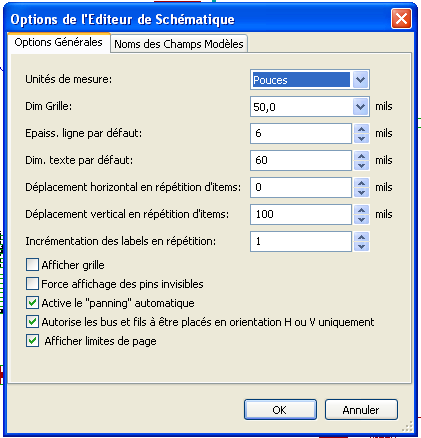 Options de l'Editeur de Schématique
Options Générales Noms des Champs Modèles
Unités de mesure: Pouces
Dim Grille: 50,0 mils
Epaiss. ligne par défaut: 6 mils
Dim. texte par défaut: 60 mils
Déplacement horizontal en répétition d'items: 0 mils
Déplacement vertical en répétition d'items: 100 mils
Incrémentation des labels en répétition: 1
Afficher grille
Force affichage des pins invisibles
Active le "panning" automatique
Autorise les bus et fils à être placés en orientation H ou V uniquement
Afficher limites de page
OK Annuler